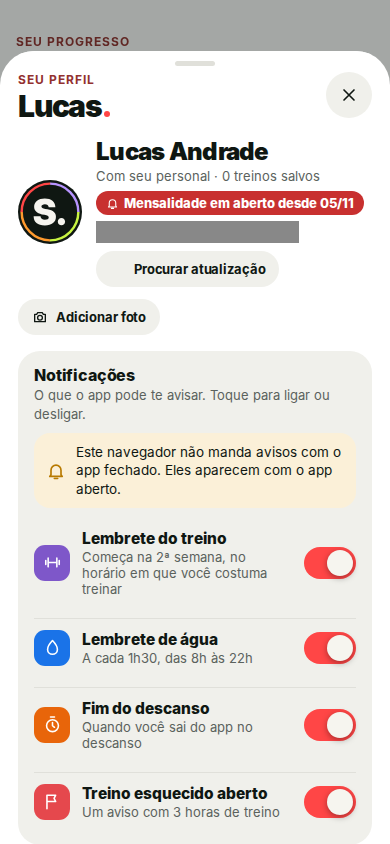 SEU PROGRESSO
SEU PERFIL
Lucas.
Lucas Andrade
Com seu personal · 0 treinos salvos
Mensalidade em aberto desde 05/11
S.
Procurar atualização
Adicionar foto
Notificações
O que o app pode te avisar. Toque para ligar ou
desligar.
Este navegador não manda avisos com o
app fechado. Eles aparecem com o app
aberto.
Lembrete do treino
Começa na 2ª semana, no
horário em que você costuma
treinar
Lembrete de água
A cada 1h30, das 8h às 22h
Fim do descanso
Quando você sai do app no
descanso
Treino esquecido aberto
Um aviso com 3 horas de treino